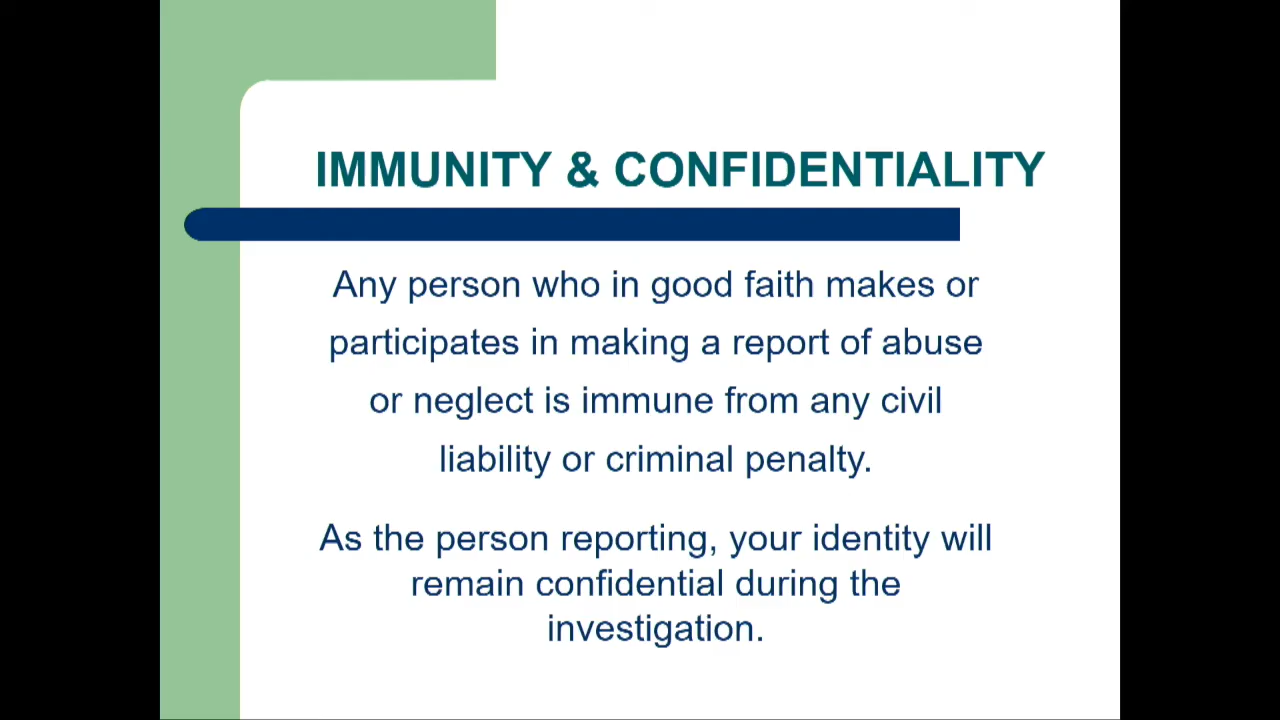 IMMUNITY & CONFIDENTIALITY
Any person who in good faith makes or
participates in making a report of abuse
or neglect is immune from any civil
liability or criminal penalty.
As the person reporting, your identity will
remain confidential during the
investigation.